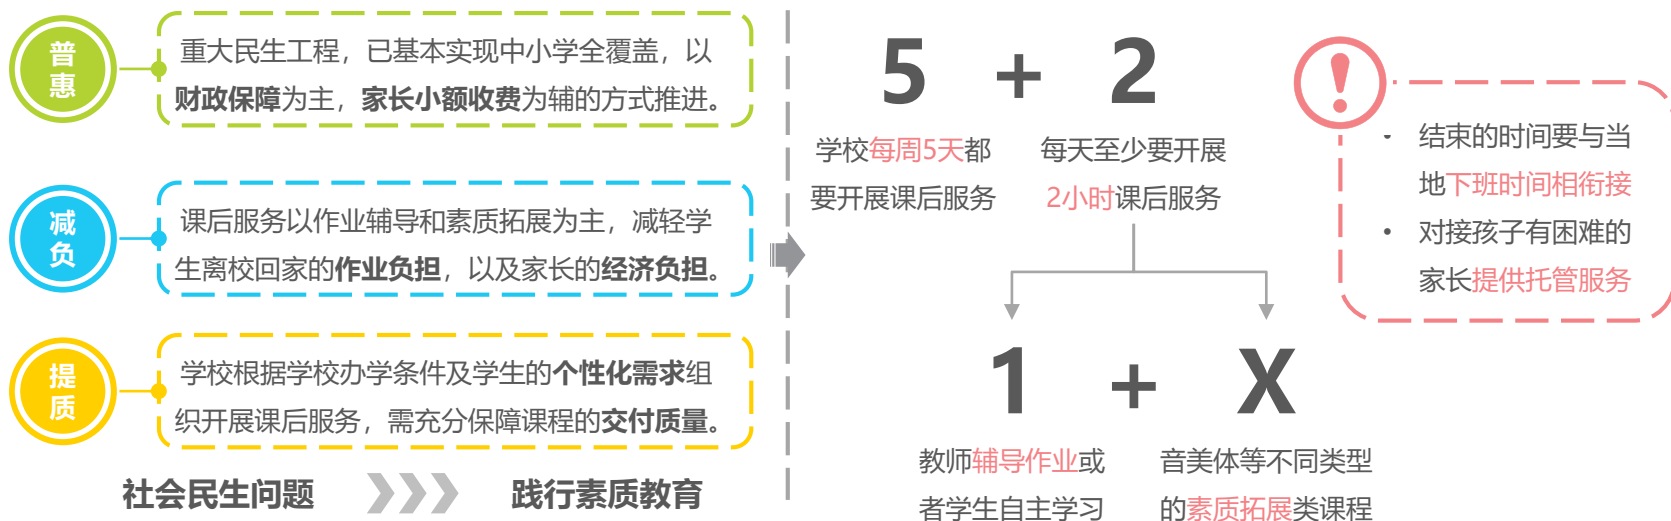 普
惠
重大民生工程，已基本实现中小学全覆盖，以
财政保障为主，家长小额收费为辅的方式推进。
减
负
课后服务以作业辅导和素质拓展为主，减轻学
生离校回家的作业负担，以及家长的经济负担。
提
质
学校根据学校办学条件及学生的个性化需求组
织开展课后服务，需充分保障课程的交付质量。
社会民生问题
践行素质教育
5 + 2
学校每周5天都
要开展课后服务
每天至少要开展
2小时课后服务
1 + X
教师辅导作业或
者学生自主学习
音美体等不同类型
的素质拓展类课程
!
• 结束的时间要与当
地下班时间相衔接
• 对接孩子有困难的
家长提供托管服务